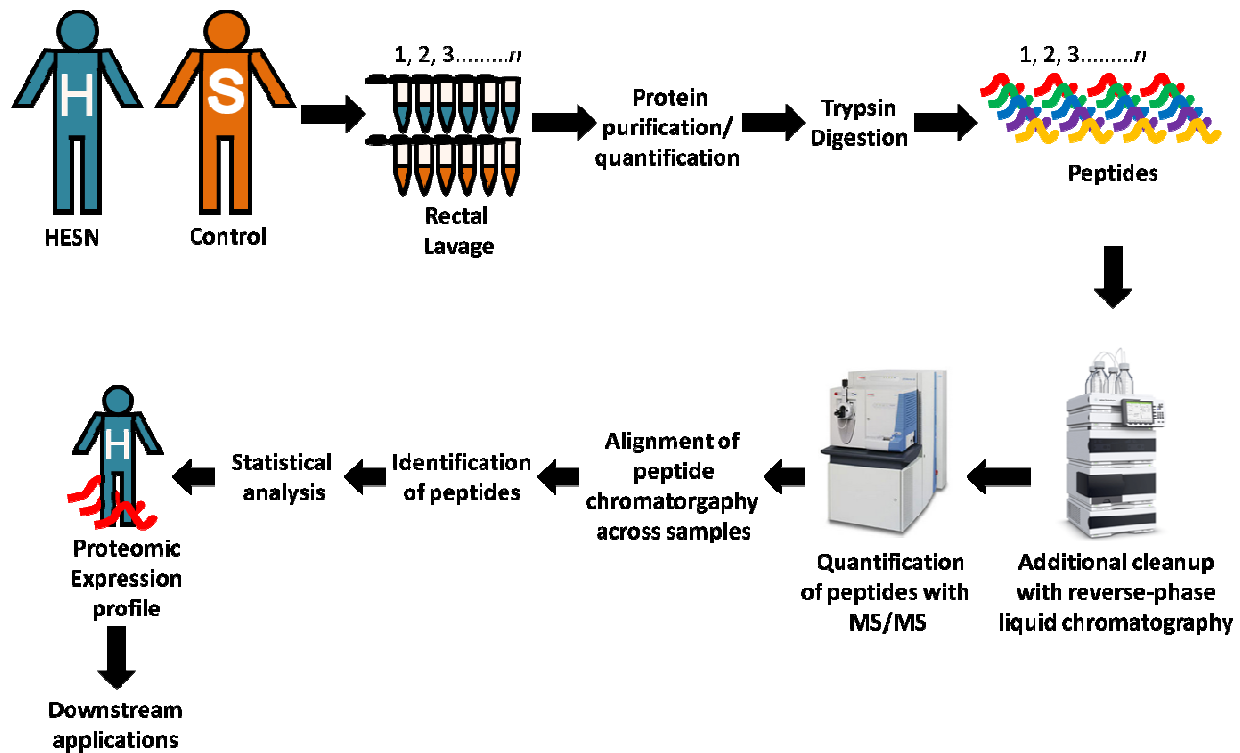 H
S
HESN
Control
1, 2, 3.........n
Rectal
Lavage
Protein
purification/
quantification
Trypsin
Digestion
1, 2, 3.........n
Peptides
Additional cleanup
with reverse-phase
liquid chromatography
Quantification
of peptides with
MS/MS
Alignment of
peptide
chromatorgaphy
across samples
Identification
of peptides
Statistical
analysis
H
Proteomic
Expression
profile
Downstream
applications